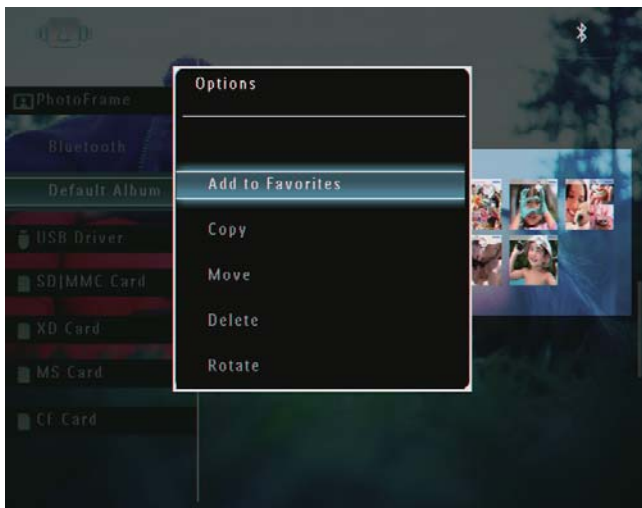 Options
PhotoFrame
Bluetooth
Default Album
USB Driver
SD|MMC Card
XD Card
MS Card
CF Card
Add to Favorites
Copy
Move
Delete
Rotate